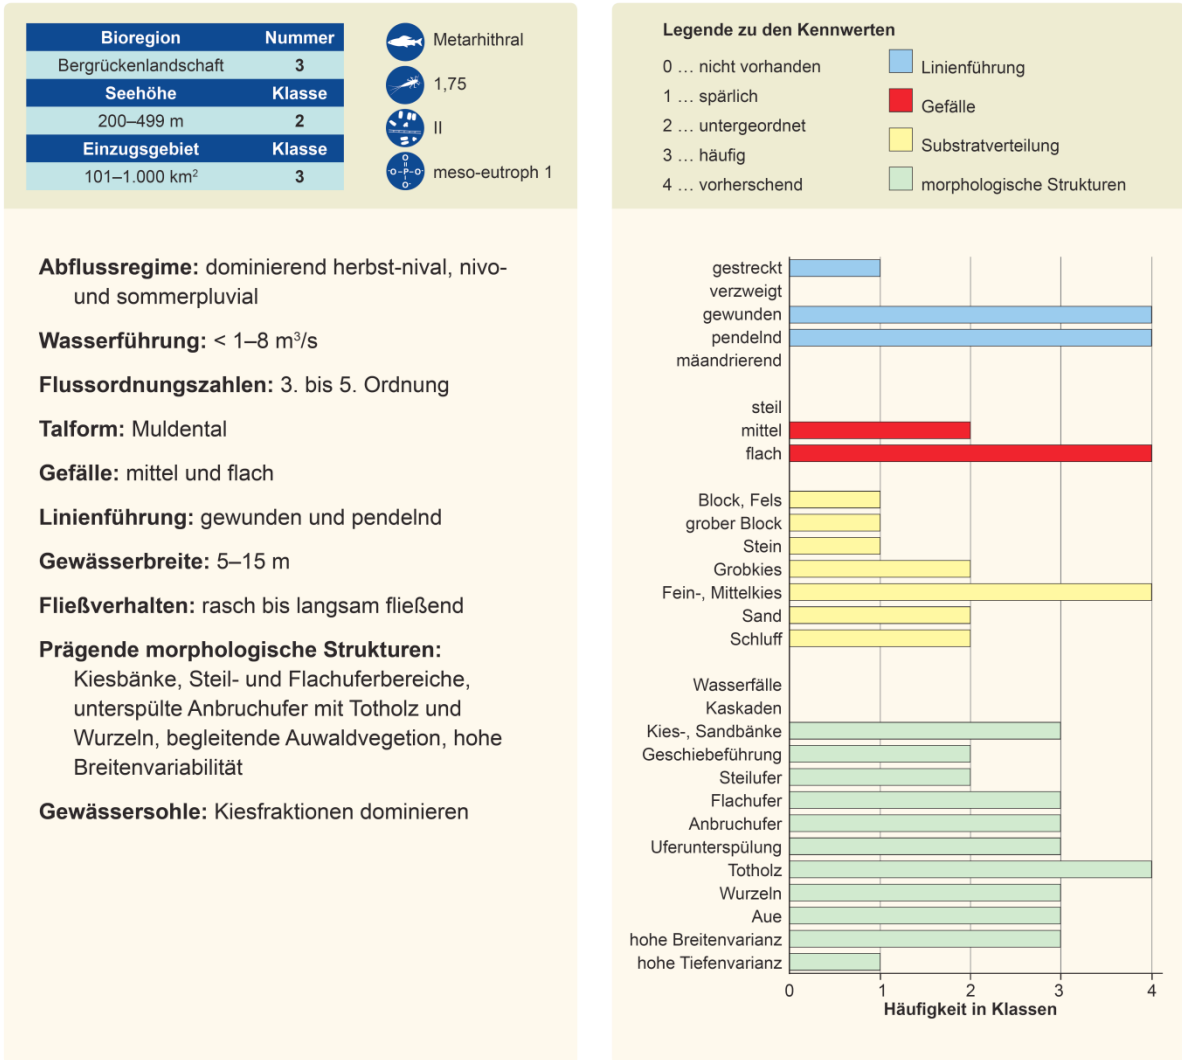 Bioregion Nummer
Bergrückenlandschaft 3
Seehöhe Klasse
200–499 m 2
Einzugsgebiet Klasse
101–1.000 km² 3
Metarhithral
1,75
II
O
-O-P-O-
O-
meso-eutroph 1
Abflussregime: dominierend herbst-nival, nivo-
und sommerpluvial
Wasserführung: < 1–8 m³/s
Flussordnungszahlen: 3. bis 5. Ordnung
Talform: Muldental
Gefälle: mittel und flach
Linienführung: gewunden und pendelnd
Gewässerbreite: 5–15 m
Fließverhalten: rasch bis langsam fließend
Prägende morphologische Strukturen:
Kiesbänke, Steil- und Flachuferbereiche,
unterspülte Anbruchufer mit Totholz und
Wurzeln, begleitende Auwaldvegetion, hohe
Breitenvariabilität
Gewässersohle: Kiesfraktionen dominieren
Legende zu den Kennwerten
0 … nicht vorhanden
1 … spärlich
2 … untergeordnet
3 … häufig
4 … vorherschend
Linienführung
Gefälle
Substratverteilung
morphologische Strukturen
gestreckt
verzweigt
gewunden
pendelnd
mäandrierend
steil
mittel
flach
Block, Fels
grober Block
Stein
Grobkies
Fein-, Mittelkies
Sand
Schluff
Wasserfälle
Kaskaden
Kies-, Sandbänke
Geschiebeführung
Steilufer
Flachufer
Anbruchufer
Uferunterspülung
Totholz
Wurzeln
Aue
hohe Breitenvarianz
hohe Tiefenvarianz
0 1 2 3 4
Häufigkeit in Klassen